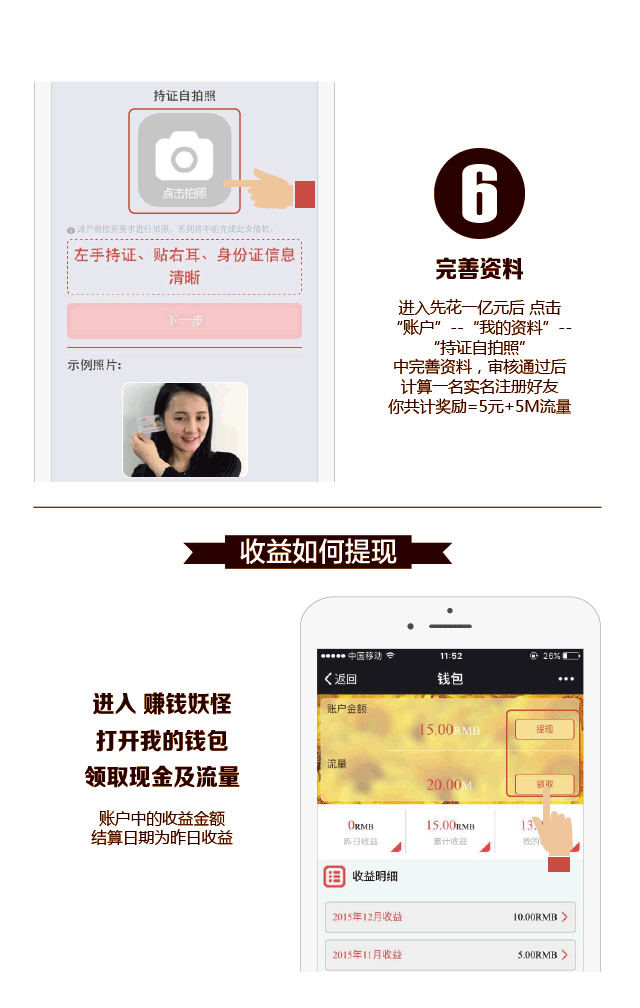 持证自拍照
点击拍照
请严格按照要求进行拍照，否则将不能完成此次借款。
左手持证、贴右耳、身份证信息
清晰
下一步
示例照片:
6
完善资料
进入先花一亿元后 点击
“账户”--“我的资料”--
“持证自拍照”
中完善资料，审核通过后
计算一名实名注册好友
你共计奖励=5元+5M流量
收益如何提现
进入 赚钱妖怪
打开我的钱包
领取现金及流量
账户中的收益金额
结算日期为昨日收益
中国移动 11:52 26%
返回 钱包
账户金额
15.00RMB 提现
流量
20.00M 领取
0RMB 15.00RMB 13.
昨日收益 累计收益 我的
收益明细
2015年12月收益 10.00RMB
2015年11月收益 5.00RMB